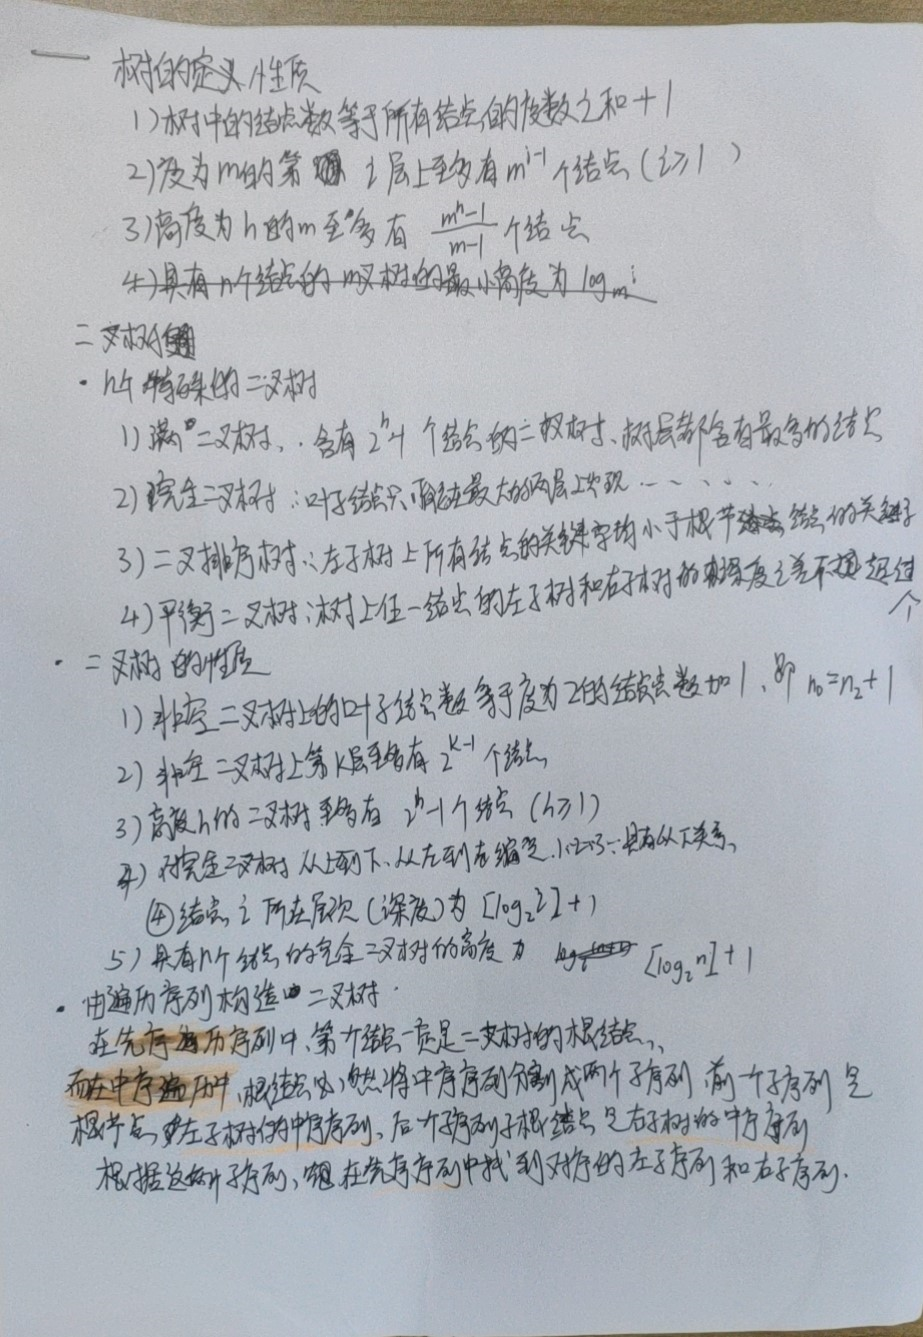 树的定义性质
1)树中的结点数等于所有结点的度数之和+1
2)度为m的第 i层上至多有m^{i-1}个结点(i≥1)
3)高度为h的m至多有 \frac{m^h-1}{m-1}个结点
4)具有n个结点的m叉树的最小高度为log_m
二叉树
·几个特殊的二叉树
1)满二叉树、含有2^h-1个结点的二叉树、树层都含有最多的结点
2)完全二叉树:叶子结点只可能在最大的两层上出现……
3)二叉排序树:左子树上所有结点的关键字均小于根节 结点的关键字
4)平衡二叉树:树上任一结点的左子树和右子树的深度之差不超过
个
·二叉树的性质
1)非空二叉树上的叶子结点数等于度为2的结点数加1、即n₀=n₂+1
2)非空二叉树上第k层至多有2^{k-1}个结点
3)高度h的二叉树至多有2^h-1个结点(h≥1)
4)对完全二叉树从上到下、从左到右编号.1、2、3…具有以下关系、
④结点i所在层次(深度)为[log₂i]+1
5)具有n个结点的完全二叉树的高度为 [log₂n]+1
·由遍历序列构造二叉树.
在先序遍历序列中、第个结点一定是二叉树的根结点、
而在中序遍历中,根结点必然将中序序列分割成两个子序列,前一个子序列是
根节点左子树的中序序列、后个子序列子根结点是右子树的中序序列
根据这两个子序列、在先序序列中找到对序的左子序列和右子序列.